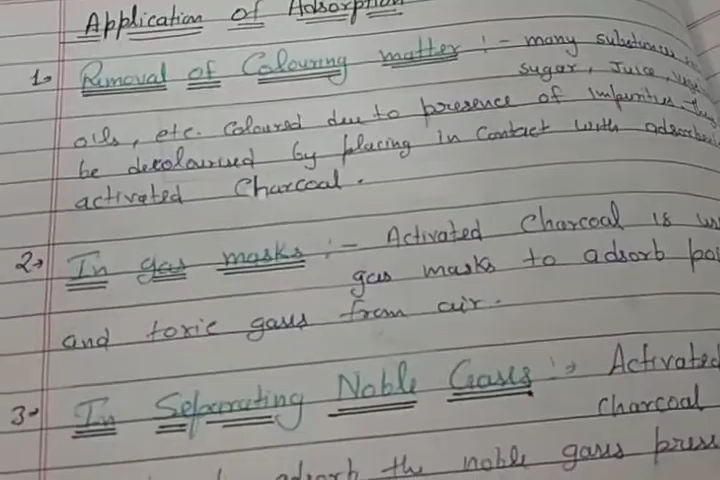 Application of Adsorption
1. Removal of Colouring matter :- many substances
sugar, Juice,
oils, etc. Coloured due to presence of impurities
be decolourised by placing in Contact with
activated Charcoal.
2. In gas masks :- Activated Charcoal is
gas masks to adsorb
and toxic gases from air.
3. In Separating Noble Gases :- Activated
Charcoal
adsorb the noble gases